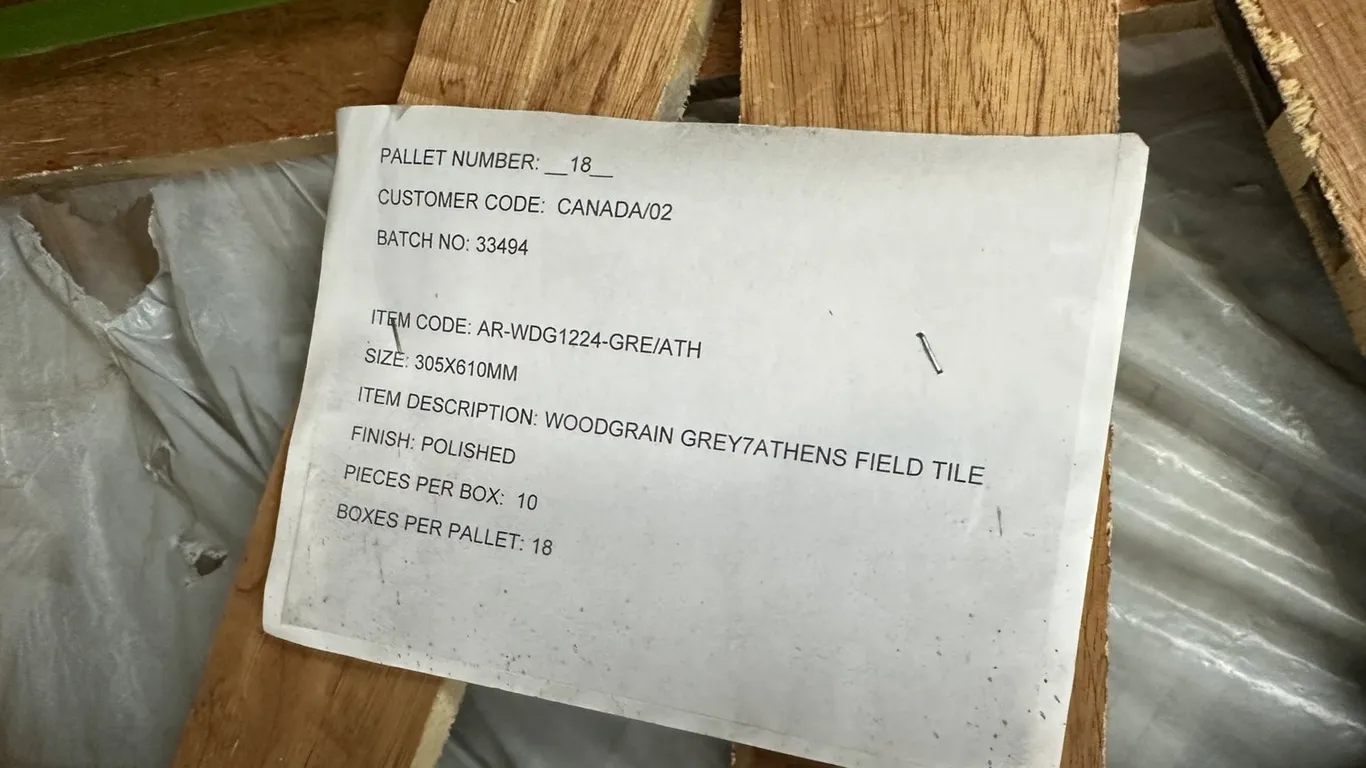 PALLET NUMBER: __18__
CUSTOMER CODE: CANADA/02
BATCH NO: 33494
ITEM CODE: AR-WDG1224-GRE/ATH
SIZE: 305X610MM
ITEM DESCRIPTION: WOODGRAIN GREY7ATHENS FIELD TILE
FINISH: POLISHED
PIECES PER BOX: 10
BOXES PER PALLET: 18